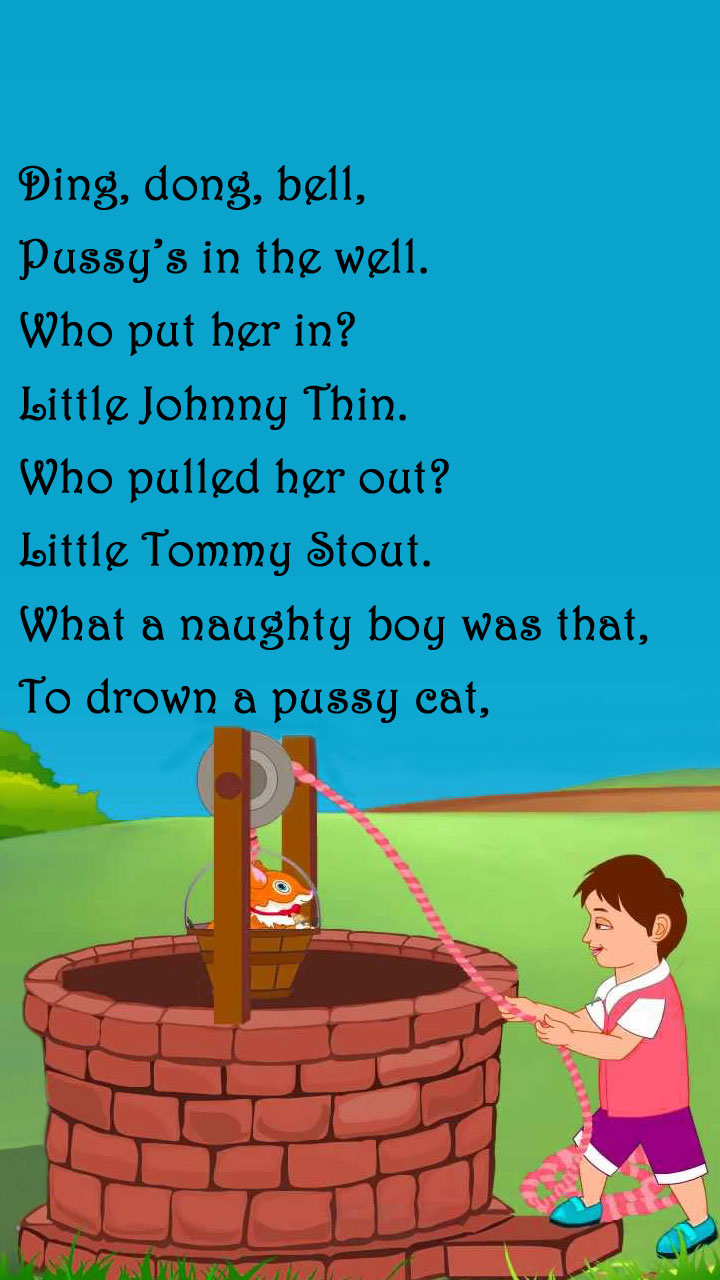 Ding, dong, bell,
Pussy’s in the well.
Who put her in?
Little Johnny Thin.
Who pulled her out?
Little Tommy Stout.
What a naughty boy was that,
To drown a pussy cat,